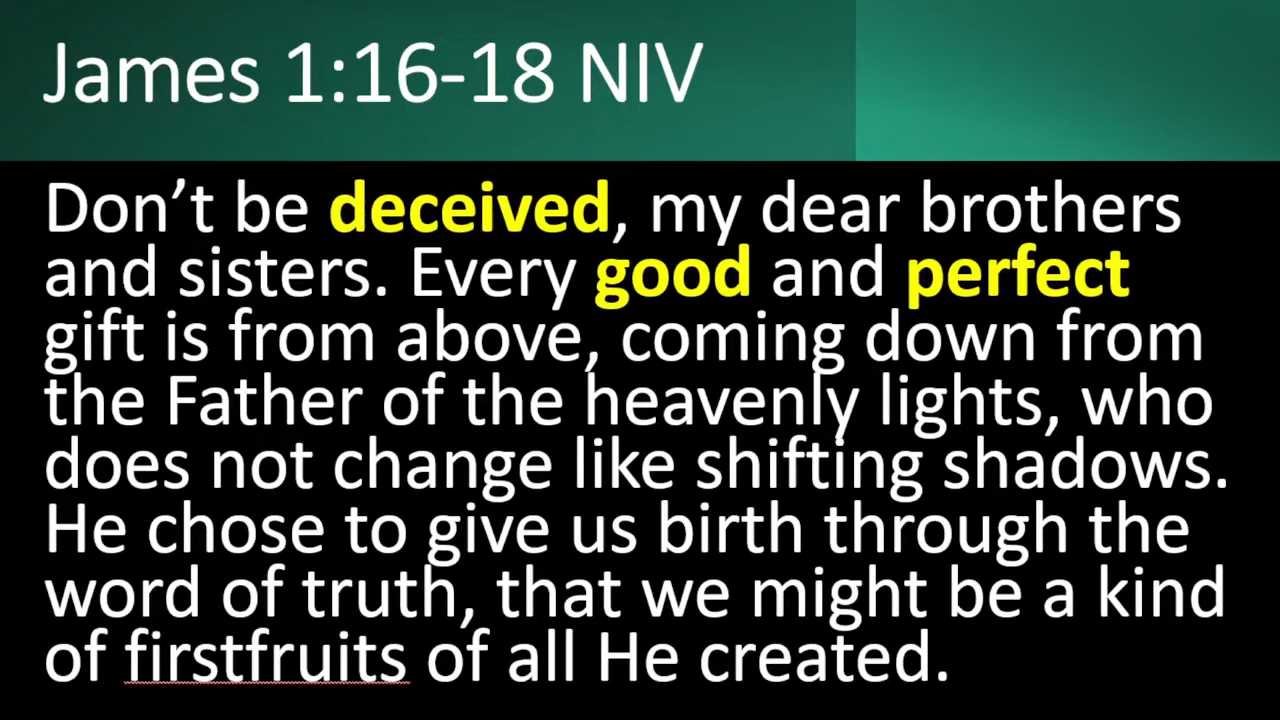 James 1:16-18 NIV
Don’t be deceived, my dear brothers
and sisters. Every good and perfect
gift is from above, coming down from
the Father of the heavenly lights, who
does not change like shifting shadows.
He chose to give us birth through the
word of truth, that we might be a kind
of firstfruits of all He created.